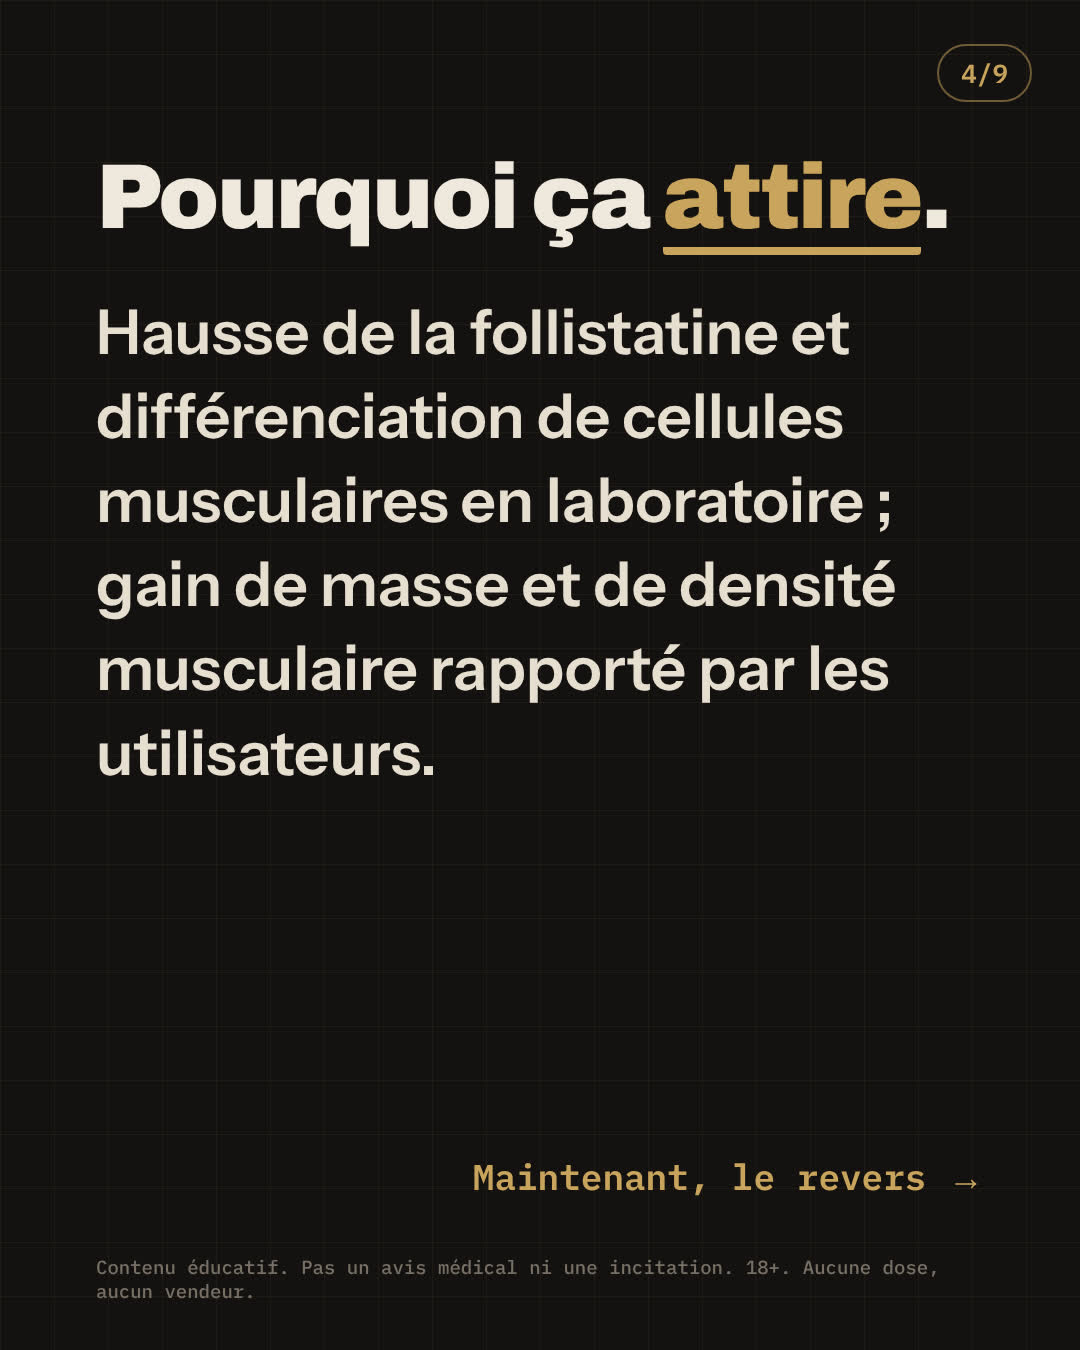 4/9
Pourquoi ça attire.
Hausse de la follistatine et
différenciation de cellules
musculaires en laboratoire ;
gain de masse et de densité
musculaire rapporté par les
utilisateurs.
Maintenant, le revers →
Contenu éducatif. Pas un avis médical ni une incitation. 18+. Aucune dose,
aucun vendeur.